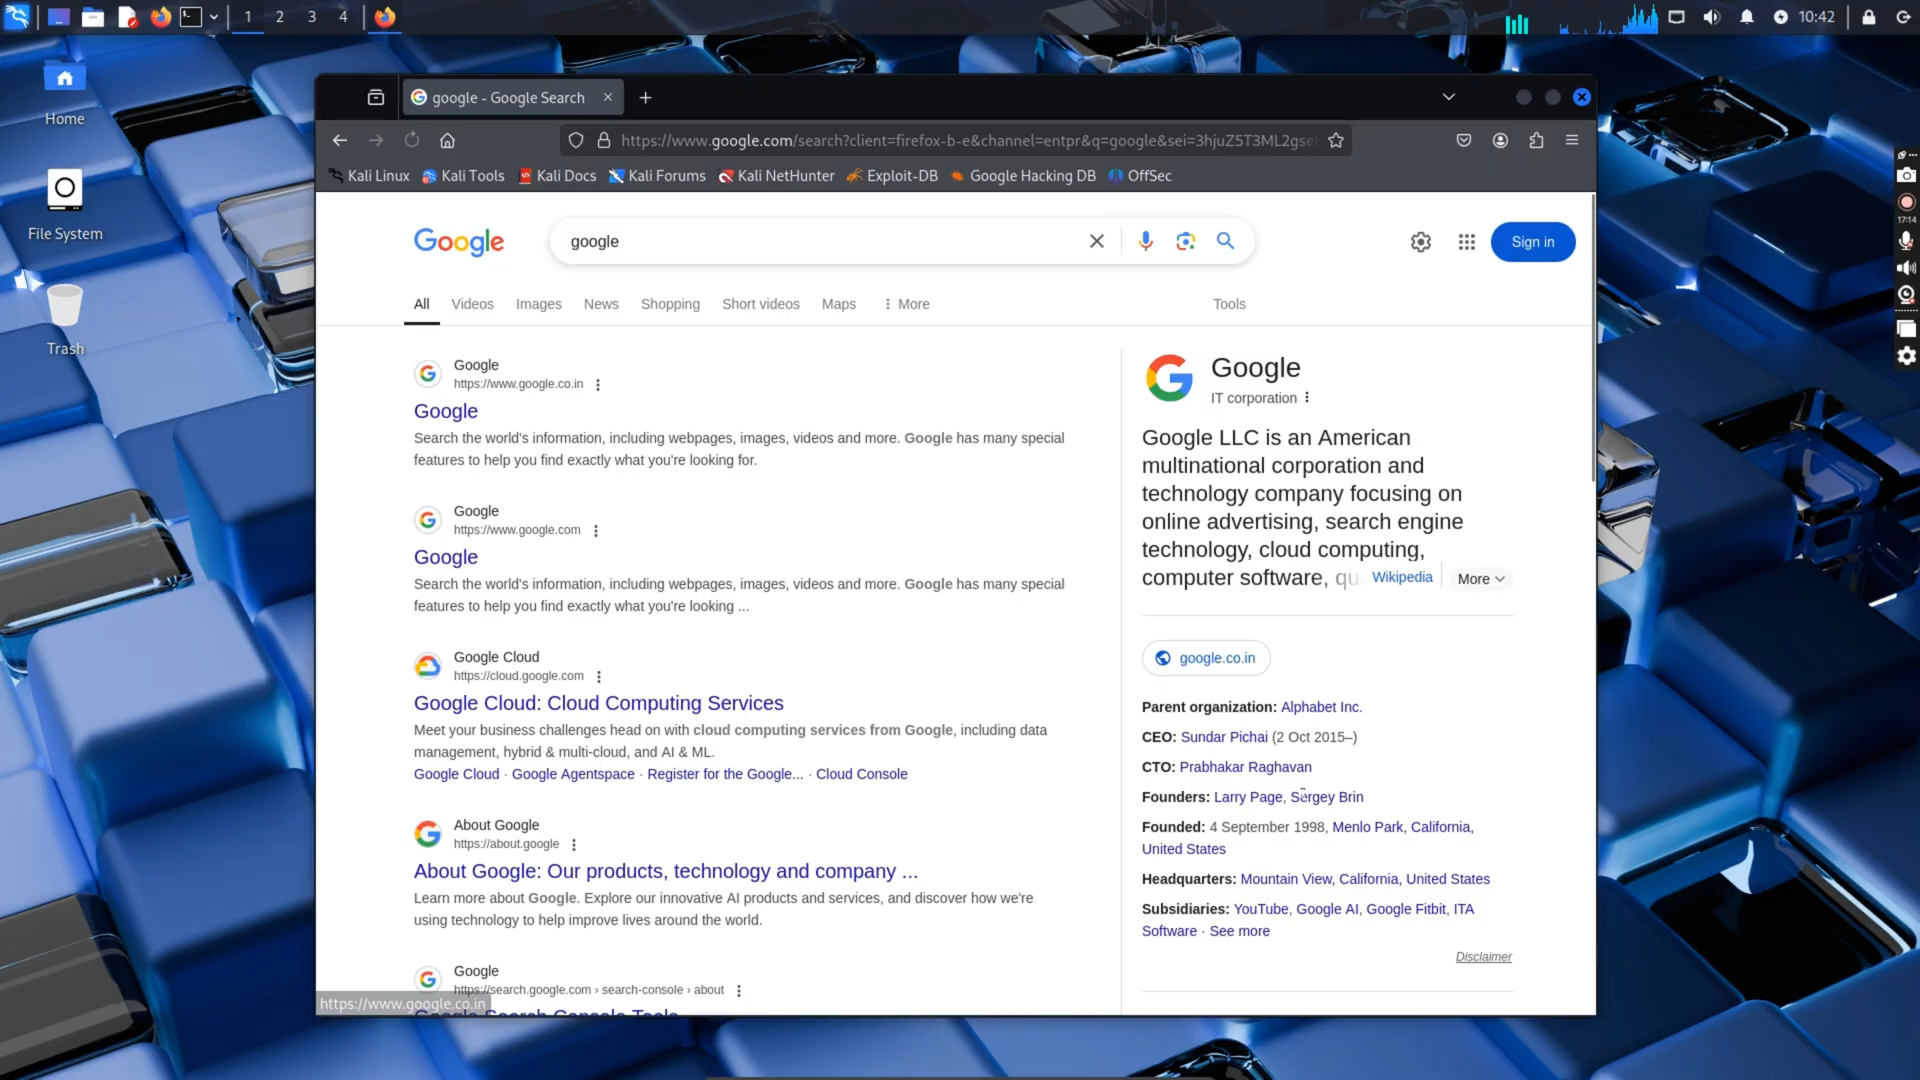 1 2 3 4
10:42
Home
File System
Trash
google - Google Search
https://www.google.com/search?client=firefox-b-e&channel=entpr&q=google&sei=3hjuZ5T3ML2gse
Kali Linux Kali Tools Kali Docs Kali Forums Kali NetHunter Exploit-DB Google Hacking DB OffSec
17:14
Google
google
Sign in
All Videos Images News Shopping Short videos Maps More Tools
Google
https://www.google.co.in
Google
Search the world's information, including webpages, images, videos and more. Google has many special
features to help you find exactly what you're looking for.
Google
https://www.google.com
Google
Search the world's information, including webpages, images, videos and more. Google has many special
features to help you find exactly what you're looking ...
Google Cloud
https://cloud.google.com
Google Cloud: Cloud Computing Services
Meet your business challenges head on with cloud computing services from Google, including data
management, hybrid & multi-cloud, and AI & ML.
Google Cloud · Google Agentspace · Register for the Google... · Cloud Console
About Google
https://about.google
About Google: Our products, technology and company ...
Learn more about Google. Explore our innovative AI products and services, and discover how we're
using technology to help improve lives around the world.
Google
https://search.google.com › search-console › about
Google Search Console Tools
https://www.google.co.in
Google
IT corporation
Google LLC is an American
multinational corporation and
technology company focusing on
online advertising, search engine
technology, cloud computing,
computer software, qu Wikipedia More
google.co.in
Parent organization: Alphabet Inc.
CEO: Sundar Pichai (2 Oct 2015–)
CTO: Prabhakar Raghavan
Founders: Larry Page, Sergey Brin
Founded: 4 September 1998, Menlo Park, California,
United States
Headquarters: Mountain View, California, United States
Subsidiaries: YouTube, Google AI, Google Fitbit, ITA
Software · See more
Disclaimer